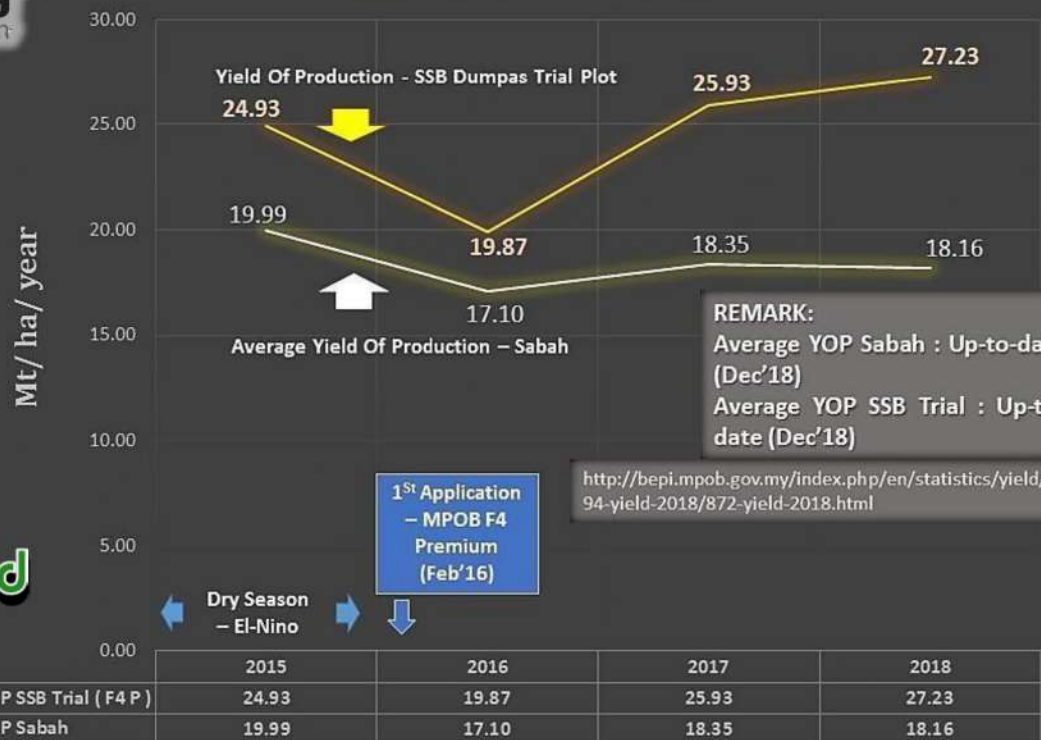 30.00
25.00
20.00
15.00
10.00
5.00
0.00
Mt/ ha/ year
Yield Of Production - SSB Dumpas Trial Plot
24.93
19.87
25.93
27.23
19.99
17.10
18.35
18.16
Average Yield Of Production – Sabah
REMARK:
Average YOP Sabah : Up-to-da
(Dec'18)
Average YOP SSB Trial : Up-t
date (Dec'18)
http://bepi.mpob.gov.my/index.php/en/statistics/yield/
94-yield-2018/872-yield-2018.html
1St Application
– MPOB F4
Premium
(Feb'16)
Dry Season
– El-Nino
d
2015 2016 2017 2018
P SSB Trial ( F4 P ) 24.93 19.87 25.93 27.23
P Sabah 19.99 17.10 18.35 18.16